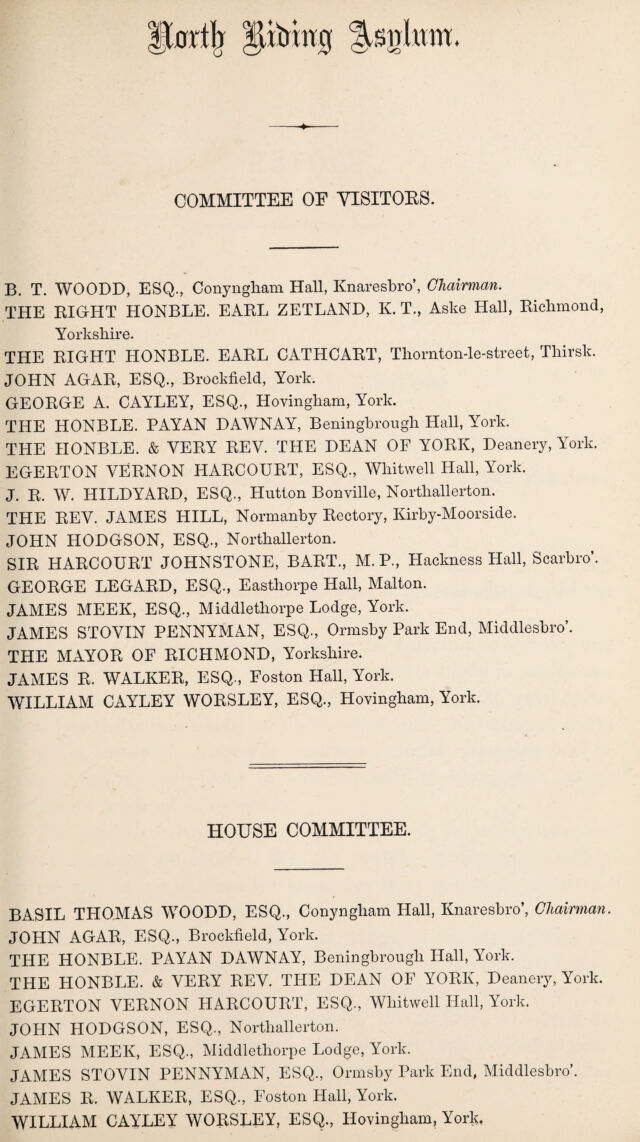 North Riding Asylum.
COMMITTEE OF VISITORS.
B. T. WOODD, ESQ., Conyngham Hall, Knaresbro', Chairman.
THE RIGHT HONBLE. EARL ZETLAND, K. T., Aske Hall, Richmond,
Yorkshire.
THE RIGHT HONBLE. EARL CATHCART, Thornton-le-street, Thirsk.
JOHN AGAR, ESQ., Brockfield, York.
GEORGE A. CAYLEY, ESQ., Hovingham, York.
THE HONBLE. PAYAN DAWNAY, Beningbrough Hall, York.
THE HONBLE. & VERY REV. THE DEAN OF YORK, Deanery, York.
EGERTON VERNON HARCOURT, ESQ., Whitwell Hall, York.
J. R. W. HILDYARD, ESQ., Hutton Bonville, Northallerton.
THE REV. JAMES HILL, Normanby Rectory, Kirby-Moorside.
JOHN HODGSON, ESQ., Northallerton.
SIR HARCOURT JOHNSTONE, BART., M. P., Hackness Hall, Scarbro'.
GEORGE LEGARD, ESQ., Easthorpe Hall, Malton.
JAMES MEEK, ESQ., Middlethorpe Lodge, York.
JAMES STOVIN PENNYMAN, ESQ., Ormsby Park End, Middlesbro'.
THE MAYOR OF RICHMOND, Yorkshire.
JAMES R. WALKER, ESQ., Foston Hall, York.
WILLIAM CAYLEY WORSLEY, ESQ., Hovingham, York.
HOUSE COMMITTEE.
BASIL THOMAS WOODD, ESQ., Conyngham Hall, Knaresbro', Chairman.
JOHN AGAR, ESQ., Brockfield, York.
THE HONBLE. PAYAN DAWNAY, Beningbrough Hall, York.
THE HONBLE. & VERY REV. THE DEAN OF YORK, Deanery, York.
EGERTON VERNON HARCOURT, ESQ., Whitwell Hall, York.
JOHN HODGSON, ESQ., Northallerton.
JAMES MEEK, ESQ., Middlethorpe Lodge, York.
JAMES STOVIN PENNYMAN, ESQ., Ormsby Park End, Middlesbro'.
JAMES R. WALKER, ESQ., Foston Hall, York.
WILLIAM CAYLEY WORSLEY, ESQ., Hovingham, York.